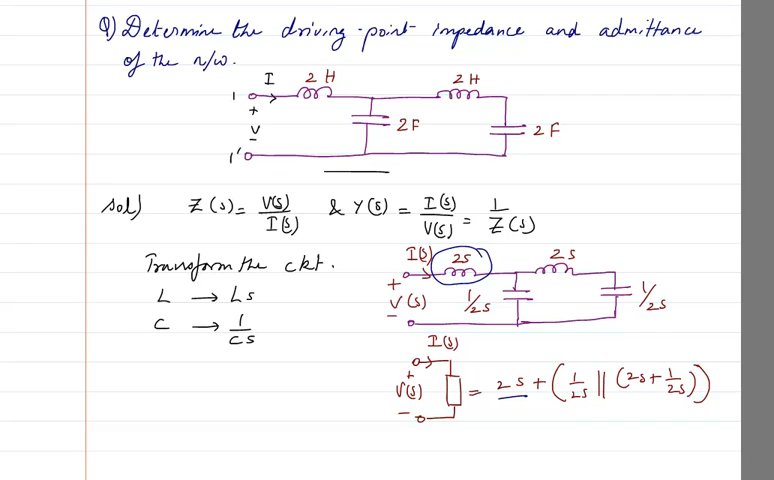 Q) Determine the driving-point impedance and admittance
of the n/w.
I 2 H 2 H
1
+
V
-
1'
2F
2 F
Sol) Z(s) = V(s)/I(s) & Y(s) = I(s)/V(s) = 1/Z(s)
Transform the ckt.
L → Ls
C → 1/Cs
I(s) 2s 2s
+
V(s)
-
1/2s
1/2s
I(s)
+
V(s)
-
= 2s + (1/2s || (2s + 1/2s))